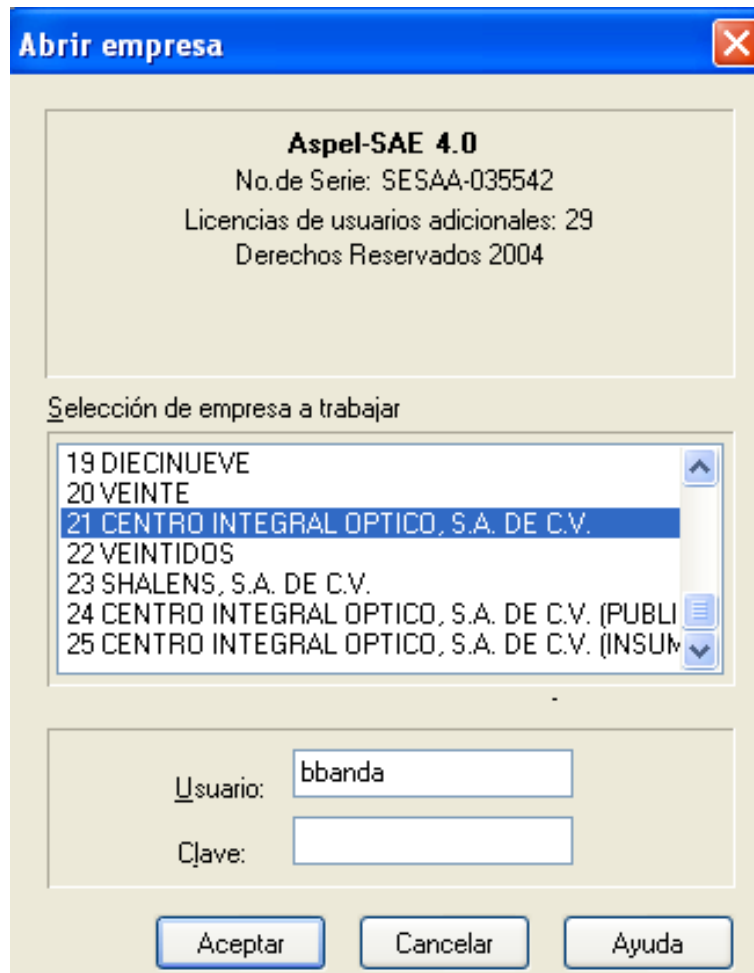 Abrir empresa
Aspel-SAE 4.0
No.de Serie: SESAA-035542
Licencias de usuarios adicionales: 29
Derechos Reservados 2004
Selección de empresa a trabajar
19 DIECINUEVE
20 VEINTE
21 CENTRO INTEGRAL OPTICO, S.A. DE C.V.
22 VEINTIDOS
23 SHALENS, S.A. DE C.V.
24 CENTRO INTEGRAL OPTICO, S.A. DE C.V. (PUBLI
25 CENTRO INTEGRAL OPTICO, S.A. DE C.V. (INSUM
Usuario: bbanda
Clave:
Aceptar Cancelar Ayuda